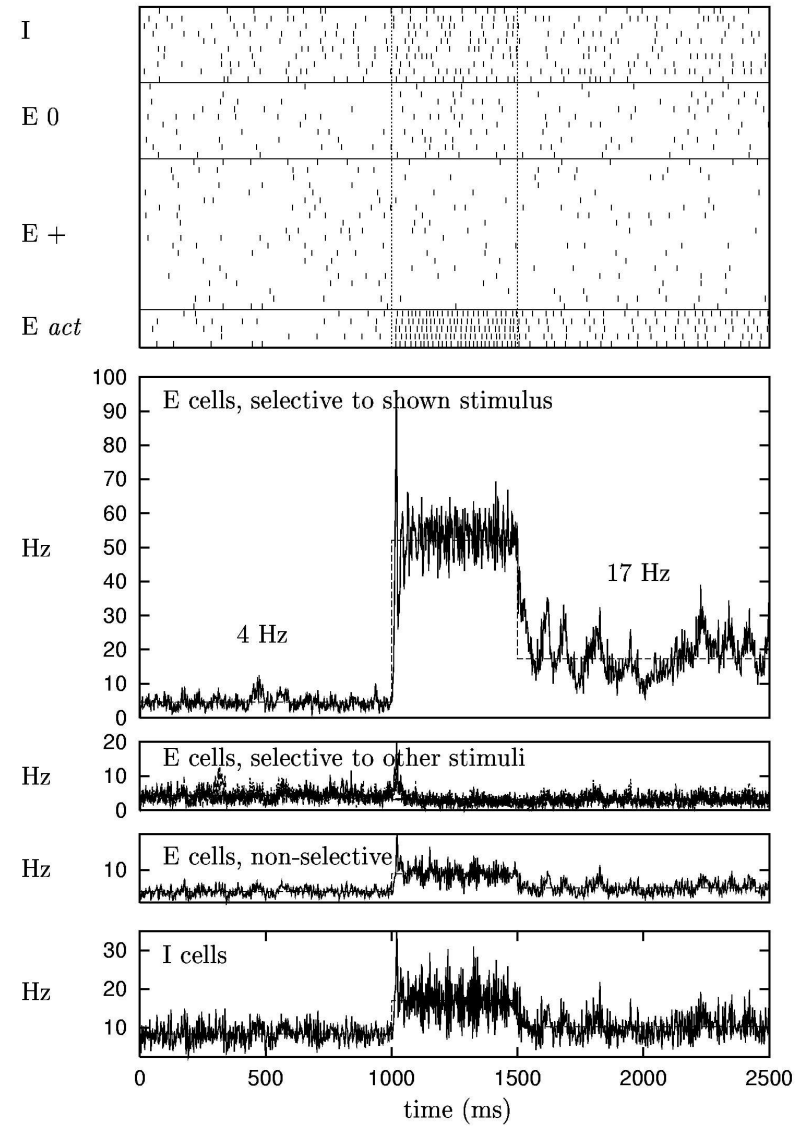 I
E 0
E +
E act
100
90
80
70
60
50
40
30
20
10
0
Hz
E cells, selective to shown stimulus
4 Hz
17 Hz
20
10
0
Hz
E cells, selective to other stimuli
10
Hz
E cells, non-selective
30
20
10
Hz
I cells
0 500 1000 1500 2000 2500
time (ms)